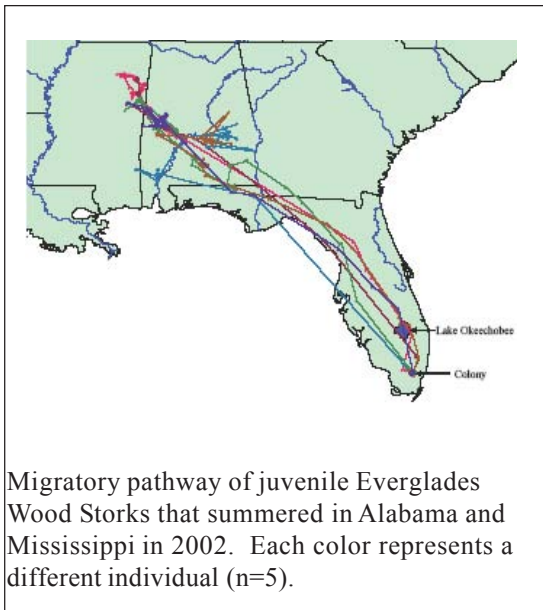 Lake Okeechobee
Colony
Migratory pathway of juvenile Everglades
Wood Storks that summered in Alabama and
Mississippi in 2002.  Each color represents a
different individual (n=5).